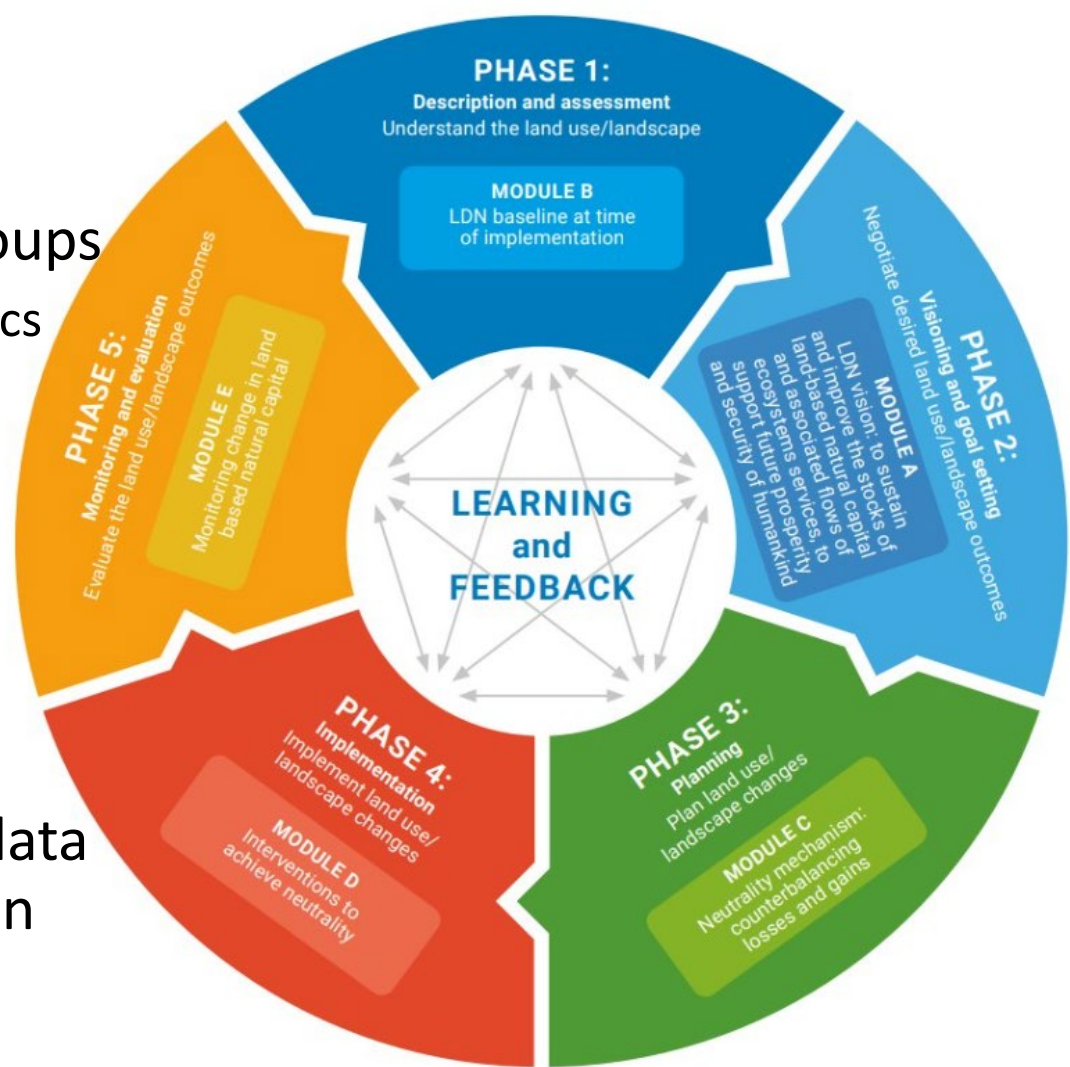 PHASE 1:
Description and assessment
Understand the land use/landscape
MODULE B
LDN baseline at time
of implementation
PHASE 2:
Visioning and goal setting
Negotiate desired land use/landscape outcomes
MODULE A
LDN vision: to sustain
and improve the stocks of
land-based natural capital
and associated flows of
ecosystems services, to
support future prosperity
and security of humankind
PHASE 3:
Planning
Plan land use/
landscape changes
MODULE C
Neutrality mechanism:
counterbalancing
losses and gains
PHASE 4:
Implementation
Implement land use/
landscape changes
MODULE D
Interventions to
achieve neutrality
PHASE 5:
Monitoring and evaluation
Evaluate the land use/landscape outcomes
MODULE E
Monitoring change in land
based natural capital
LEARNING
and
FEEDBACK
oups
cs
data
n